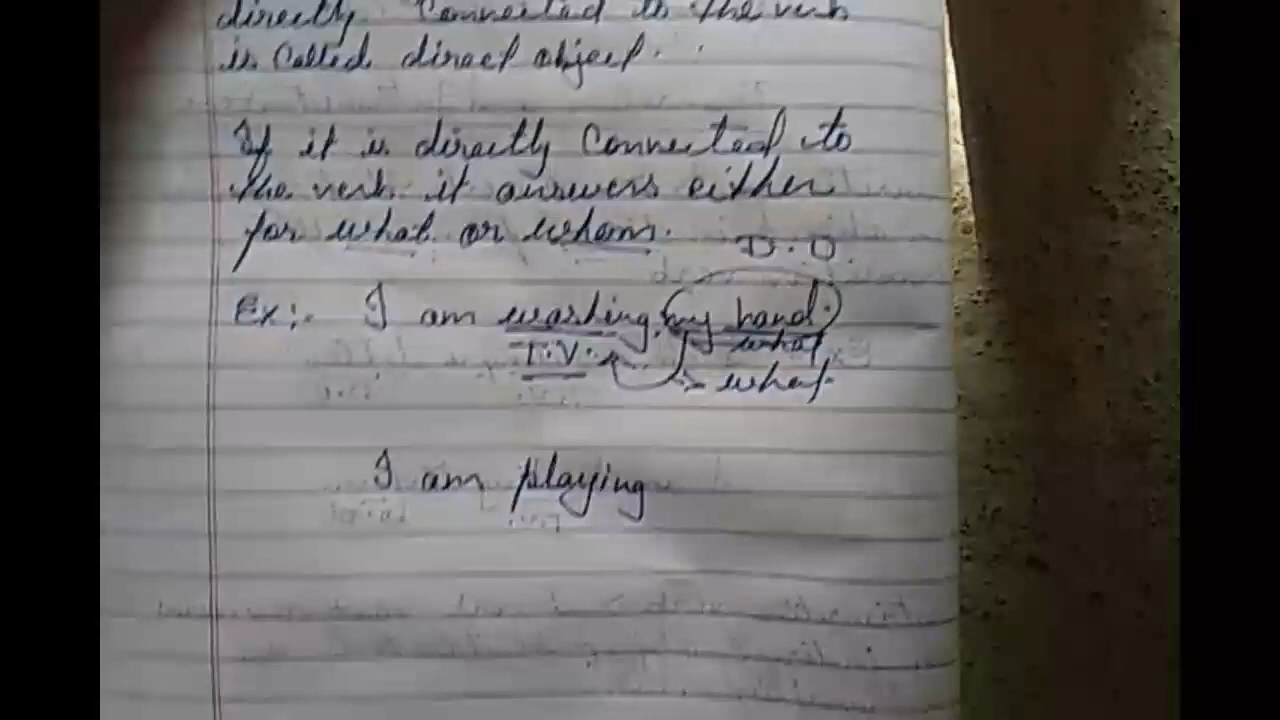 directly Connected to the verb
is Called direct object.
If it is directly Connected to
the verb it answers either
for what or whom.
D.O.
Ex:- I am washing my hand.
T.V. what
:- what
I am playing